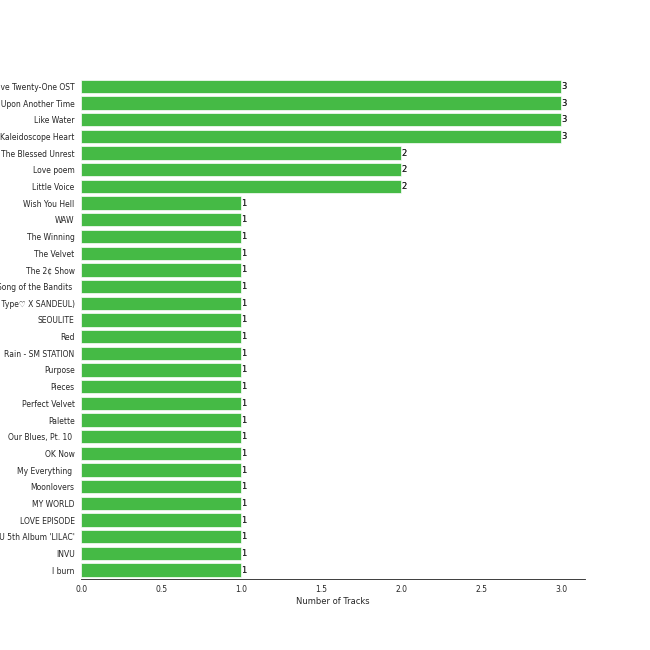 ve Twenty-One OST 3
Upon Another Time 3
Like Water 3
Kaleidoscope Heart 3
The Blessed Unrest 2
Love poem 2
Little Voice 2
Wish You Hell 1
WAW 1
The Winning 1
The Velvet 1
The 2¢ Show 1
Song of the Bandits 1
Type♡ X SANDEUL) 1
SEOULITE 1
Red 1
Rain - SM STATION 1
Purpose 1
Pieces 1
Perfect Velvet 1
Palette 1
Our Blues, Pt. 10 1
OK Now 1
My Everything 1
Moonlovers 1
MY WORLD 1
LOVE EPISODE 1
U 5th Album 'LILAC' 1
INVU 1
I burn 1
0.0 0.5 1.0 1.5 2.0 2.5 3.0
Number of Tracks